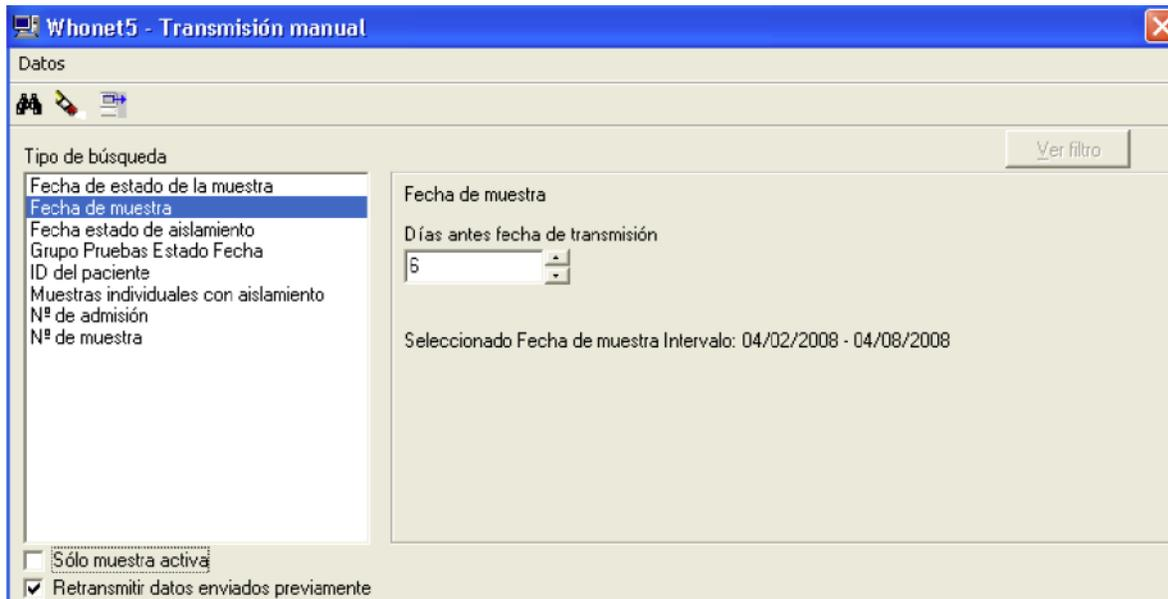 Whonet5 - Transmisión manual
Datos
Ver filtro
Tipo de búsqueda
Fecha de estado de la muestra
Fecha de muestra
Fecha estado de aislamiento
Grupo Pruebas Estado Fecha
ID del paciente
Muestras individuales con aislamiento
Nº de admisión
Nº de muestra
Fecha de muestra
Días antes fecha de transmisión
6
Seleccionado Fecha de muestra Intervalo: 04/02/2008 - 04/08/2008
Sólo muestra activa
Retransmitir datos enviados previamente